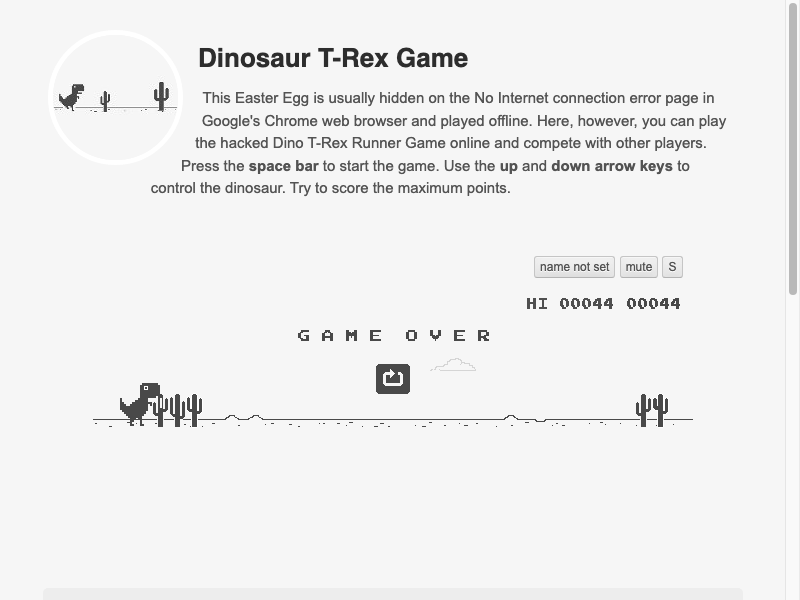 Dinosaur T-Rex Game
This Easter Egg is usually hidden on the No Internet connection error page in
Google's Chrome web browser and played offline. Here, however, you can play
the hacked Dino T-Rex Runner Game online and compete with other players.
Press the space bar to start the game. Use the up and down arrow keys to
control the dinosaur. Try to score the maximum points.
name not set mute S
HI 00044 00044
GAME OVER